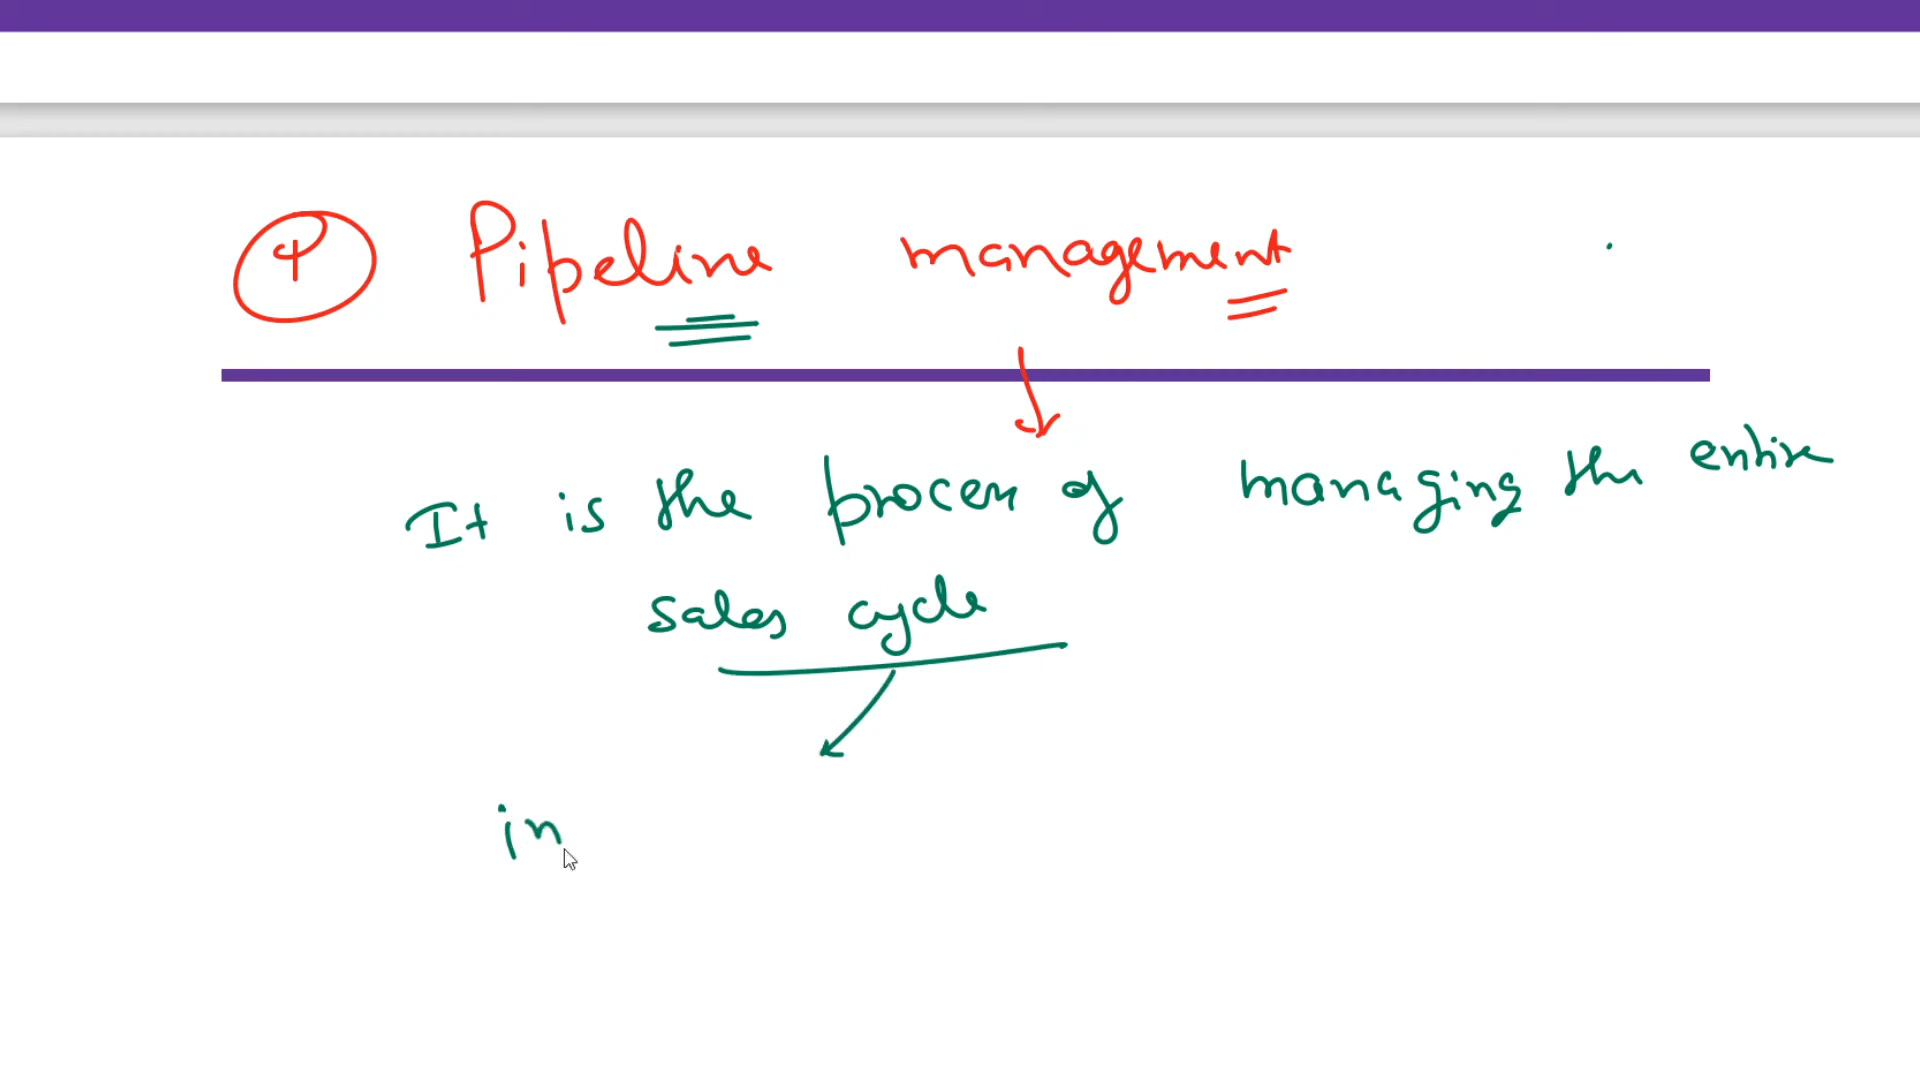 4 Pipeline management
It is the process of managing the entire
sales cycle
in